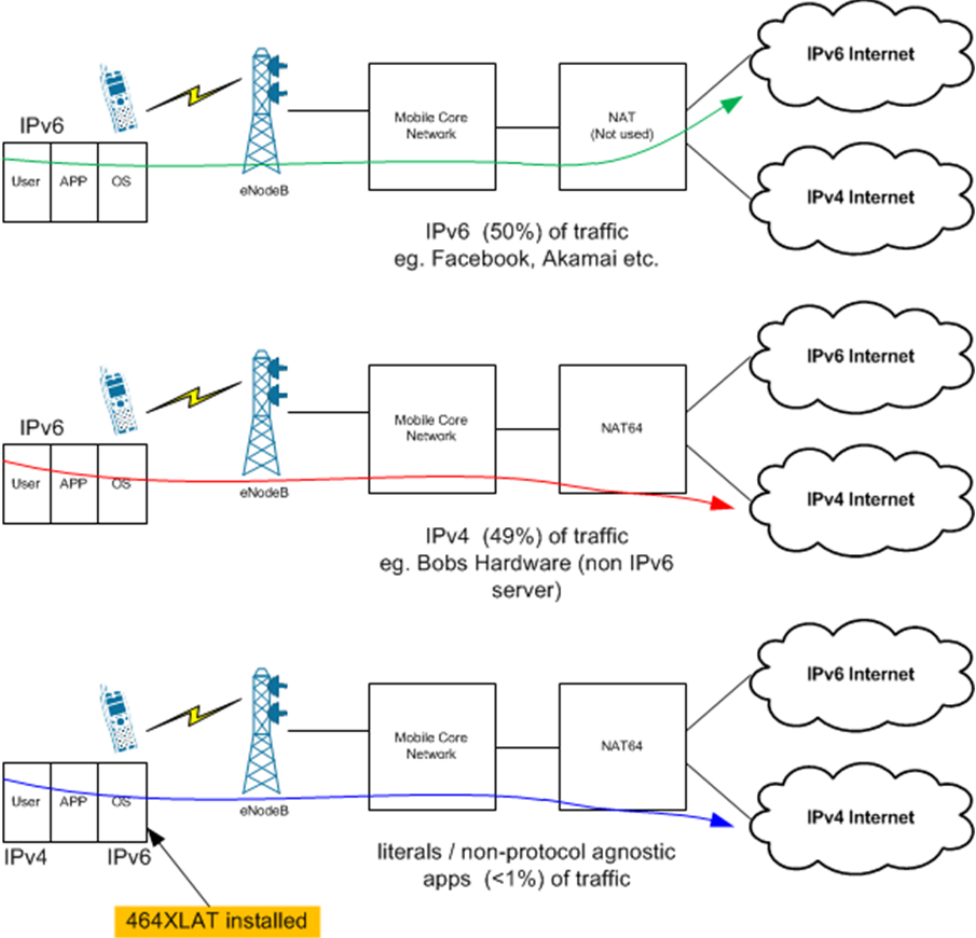 IPv6 Internet
IPv6
Mobile Core
Network
NAT
(Not used)
User APP OS
eNodeB
IPv4 Internet
IPv6 (50%) of traffic
eg. Facebook, Akamai etc.
IPv6 Internet
IPv6
Mobile Core
Network
NAT64
User APP OS
eNodeB
IPv4 Internet
IPv4 (49%) of traffic
eg. Bobs Hardware (non IPv6
server)
IPv6 Internet
Mobile Core
Network
NAT64
User APP OS
eNodeB
IPv4 Internet
IPv4 IPv6
literals / non-protocol agnostic
apps (<1%) of traffic
464XLAT installed